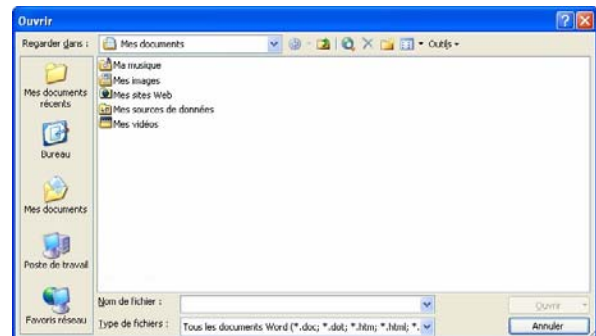 Ouvrir
Regarder dans :
Mes documents
Outils
Mes documents récents
Bureau
Mes documents
Poste de travail
Favoris réseau
Ma musique
Mes images
Mes sites Web
Mes sources de données
Mes vidéos
Nom de fichier :
Type de fichiers :
Tous les documents Word (*.doc; *.dot; *.htm; *.html; *.
Ouvrir
Annuler